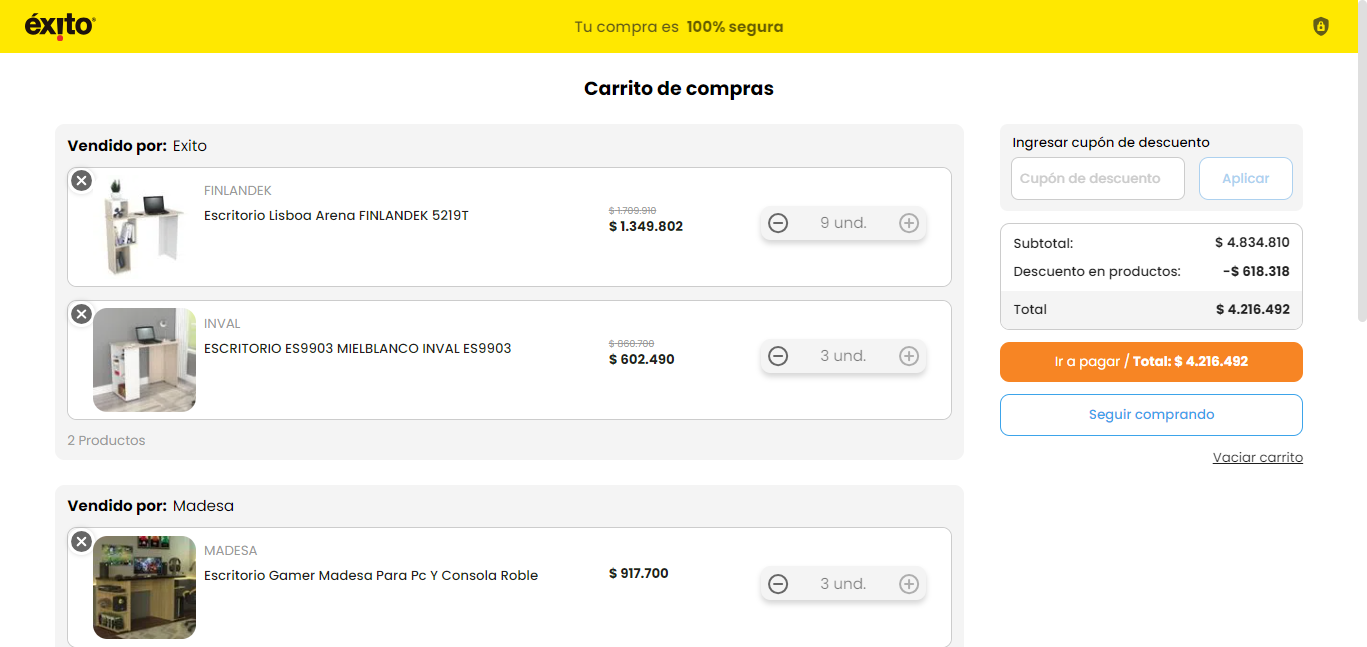 éxito
Tu compra es 100% segura
Carrito de compras
Vendido por: Exito
FINLANDEK
Escritorio Lisboa Arena FINLANDEK 5219T
$ 1.709.910
$ 1.349.802
9 und.
INVAL
ESCRITORIO ES9903 MIELBLANCO INVAL ES9903
$ 860.700
$ 602.490
3 und.
2 Productos
Vendido por: Madesa
MADESA
Escritorio Gamer Madesa Para Pc Y Consola Roble
$ 917.700
3 und.
Ingresar cupón de descuento
Cupón de descuento
Aplicar
Subtotal: $ 4.834.810
Descuento en productos: -$ 618.318
Total $ 4.216.492
Ir a pagar / Total: $ 4.216.492
Seguir comprando
Vaciar carrito